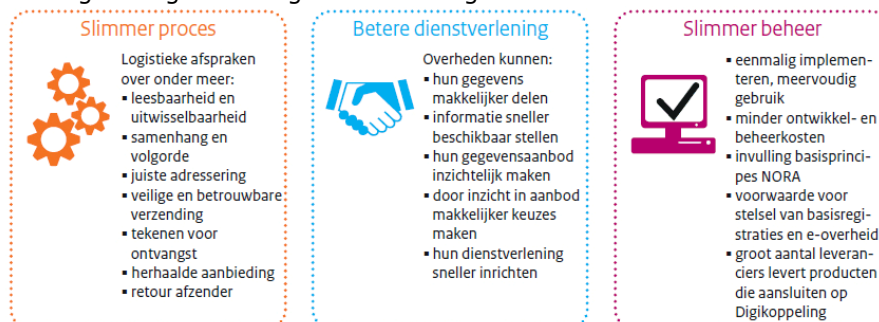 Slimmer proces
Logistieke afspraken
over onder meer:
▪ leesbaarheid en
uitwisselbaarheid
▪ samenhang en
volgorde
▪ juiste adressering
▪ veilige en betrouwbare
verzending
▪ tekenen voor
ontvangst
▪ herhaalde aanbieding
▪ retour afzender
Betere dienstverlening
Overheden kunnen:
▪ hun gegevens
makkelijker delen
▪ informatie sneller
beschikbaar stellen
▪ hun gegevensaanbod
inzichtelijk maken
▪ door inzicht in aanbod
makkelijker keuzes
maken
▪ hun dienstverlening
sneller inrichten
Slimmer beheer
▪ eenmalig implemen-
teren, meervoudig
gebruik
▪ minder ontwikkel- en
beheerkosten
▪ invulling basisprinci-
pes NORA
▪ voorwaarde voor
stelsel van basisregi-
straties en e-overheid
▪ groot aantal leveran-
ciers levert producten
die aansluiten op
Digikoppeling